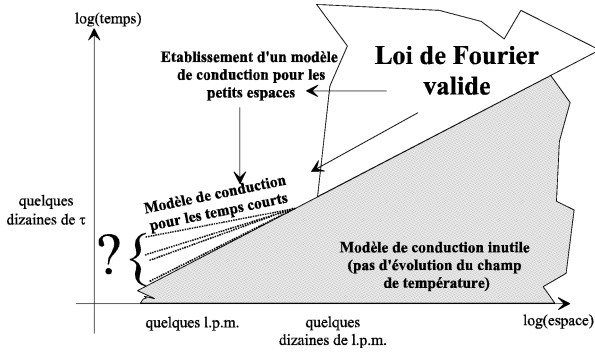 log(temps)
Etablissement d'un modèle
de conduction pour les
petits espaces
Loi de Fourier
valide
quelques
dizaines de τ
Modèle de conduction
pour les temps courts
?
{
Modèle de conduction inutile
(pas d'évolution du champ
de température)
quelques l.p.m.
quelques
dizaines de l.p.m.
log(espace)